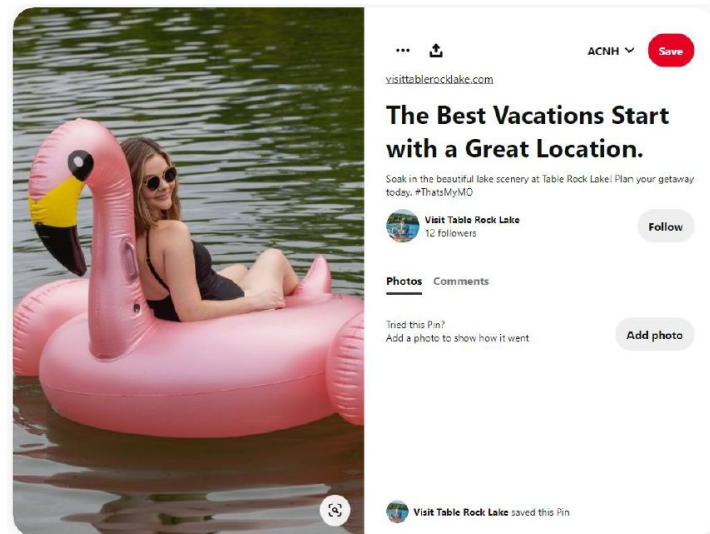 ACNH
Save
visittablerocklake.com
The Best Vacations Start
with a Great Location.
Soak in the beautiful lake scenery at Table Rock Lake! Plan your getaway
today. #ThatsMyMO
Visit Table Rock Lake
12 followers
Follow
Photos Comments
Tried this Pin?
Add a photo to show how it went
Add photo
Visit Table Rock Lake saved this Pin